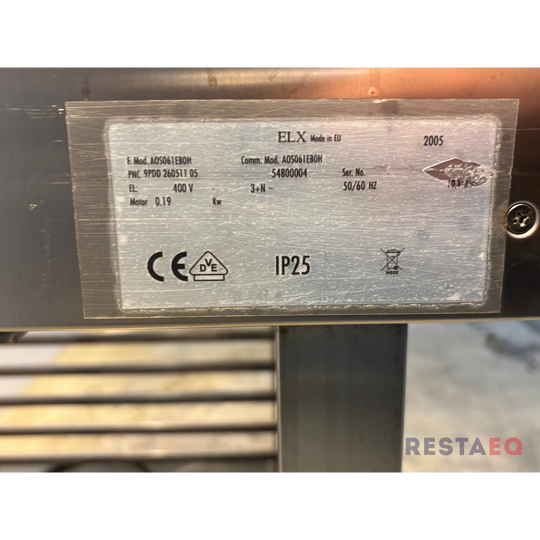 ELX Made in EU 2005
F. Mod. AOS061EBOH Comm. Mod. AOS061EBOH Ser. No.
PNC 9PDD 260511 05 54800004
EL: 400 V ~ 3+N ~ 50/60 HZ
Motor 0.19 Kw
CE DVE IP25
RESTAEQ